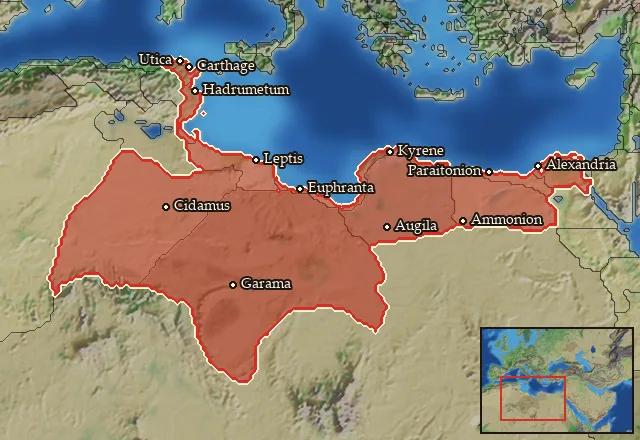 Utica
Carthage
Hadrumetum
Kyrene
Leptis
Paraitonion
Alexandria
Euphranta
Cidamus
Augila
Ammonion
Garama